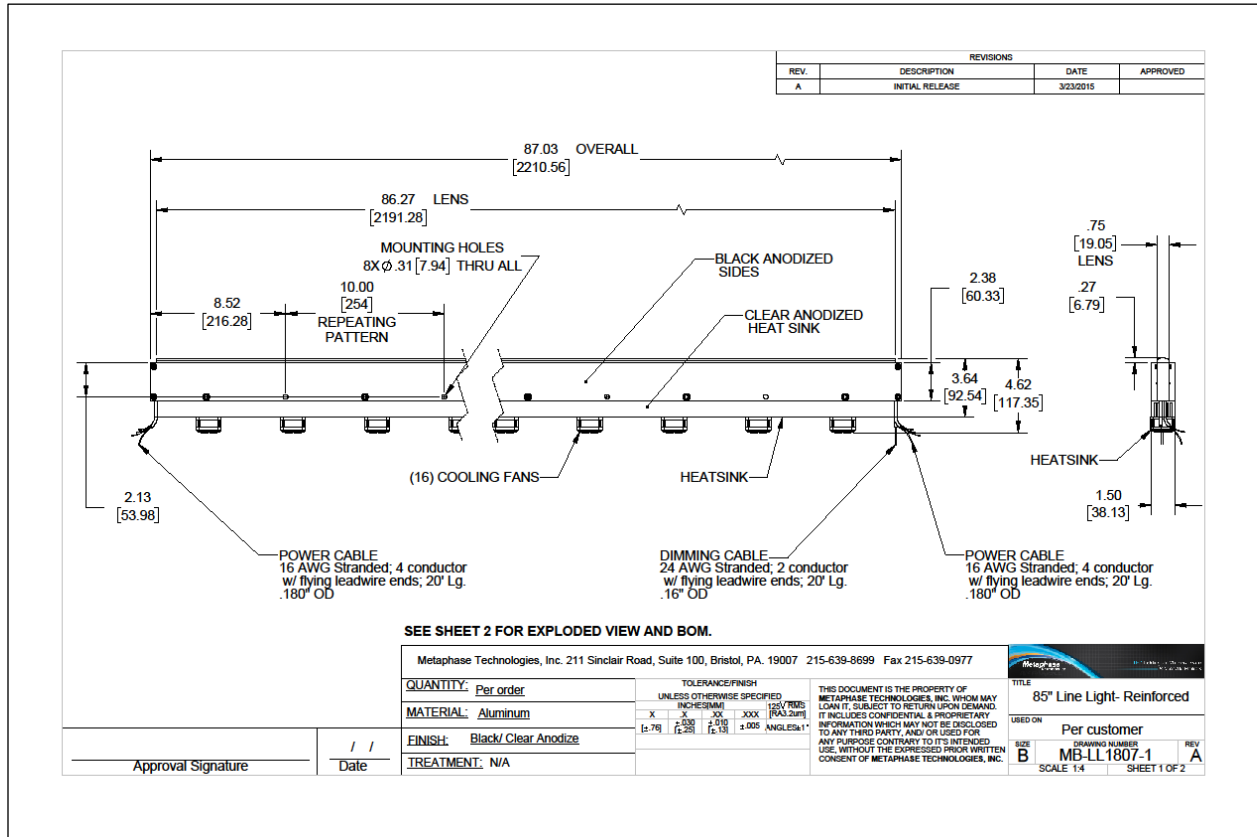 REVISIONS
REV. DESCRIPTION DATE APPROVED
A INITIAL RELEASE 3/23/2015
87.03 OVERALL
[2210.56]
86.27 LENS
[2191.28]
MOUNTING HOLES
8X Ø.31[7.94] THRU ALL
8.52
[216.28]
10.00
[254]
REPEATING
PATTERN
BLACK ANODIZED
SIDES
CLEAR ANODIZED
HEAT SINK
2.38
[60.33]
.75
[19.05]
LENS
.27
[6.79]
3.64
[92.54]
4.62
[117.35]
(16) COOLING FANS
HEATSINK
HEATSINK
2.13
[53.98]
1.50
[38.13]
POWER CABLE
16 AWG Stranded; 4 conductor
w/ flying leadwire ends; 20' Lg.
.180" OD
DIMMING CABLE
24 AWG Stranded; 2 conductor
w/ flying leadwire ends; 20' Lg.
.16" OD
POWER CABLE
16 AWG Stranded; 4 conductor
w/ flying leadwire ends; 20' Lg.
.180" OD
SEE SHEET 2 FOR EXPLODED VIEW AND BOM.
Metaphase Technologies, Inc. 211 Sinclair Road, Suite 100, Bristol, PA. 19007 215-639-8699 Fax 215-639-0977
QUANTITY: Per order
MATERIAL: Aluminum
FINISH: Black/ Clear Anodize
TREATMENT: N/A
TOLERANCE/FINISH
UNLESS OTHERWISE SPECIFIED
INCHES[MM] 125√ RMS
X .X .XX .XXX [RA3.2um]
[±.76] ±.030 [±.25] ±.010 [±.13] ±.005 ANGLES±1°
THIS DOCUMENT IS THE PROPERTY OF
METAPHASE TECHNOLOGIES, INC. WHOM MAY
LOAN IT, SUBJECT TO RETURN UPON DEMAND.
IT INCLUDES CONFIDENTIAL & PROPRIETARY
INFORMATION WHICH MAY NOT BE DISCLOSED
TO ANY THIRD PARTY, AND/ OR USED FOR
ANY PURPOSE CONTRARY TO IT'S INTENDED
USE, WITHOUT THE EXPRESSED PRIOR WRITTEN
CONSENT OF METAPHASE TECHNOLOGIES, INC.
Metaphase
TITLE
85" Line Light- Reinforced
USED ON
Per customer
SIZE DRAWING NUMBER REV
B MB-LL1807-1 A
SCALE 1:4 SHEET 1 OF 2
/ /
Approval Signature Date